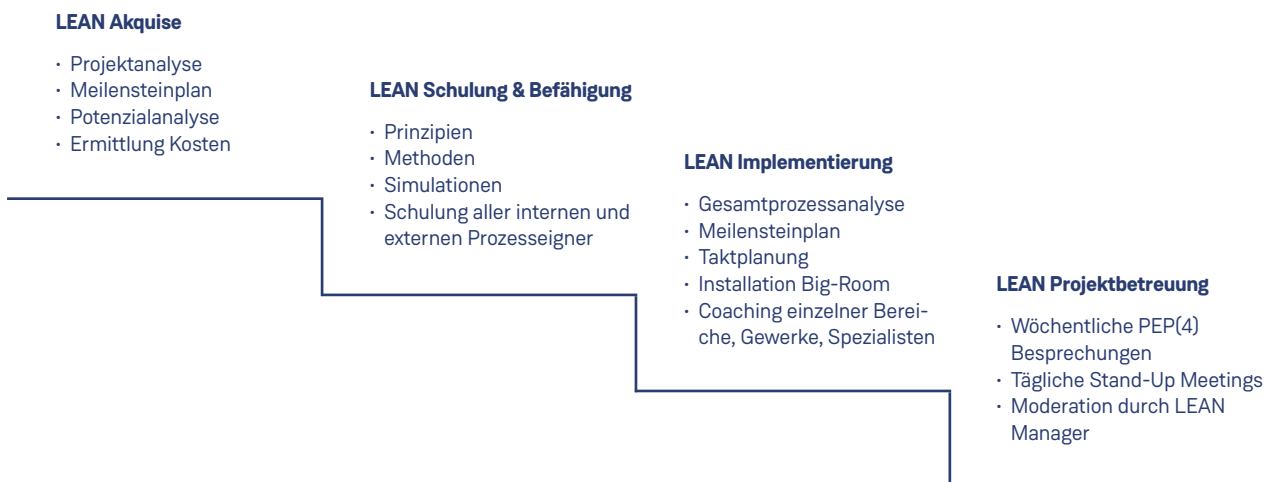 LEAN Akquise
· Projektanalyse
· Meilensteinplan
· Potenzialanalyse
· Ermittlung Kosten
LEAN Schulung & Befähigung
· Prinzipien
· Methoden
· Simulationen
· Schulung aller internen und
externen Prozesseigner
LEAN Implementierung
· Gesamtprozessanalyse
· Meilensteinplan
· Taktplanung
· Installation Big-Room
· Coaching einzelner Berei-
che, Gewerke, Spezialisten
LEAN Projektbetreuung
· Wöchentliche PEP(4)
Besprechungen
· Tägliche Stand-Up Meetings
· Moderation durch LEAN
Manager